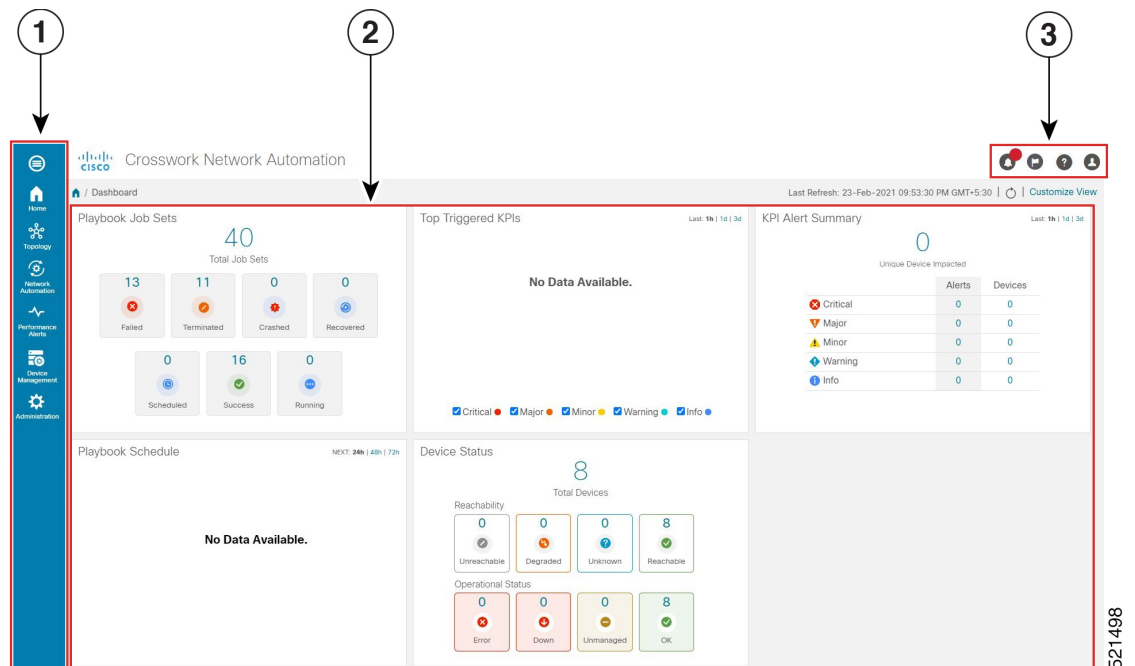 1
2
3
CISCO
Crosswork Network Automation
/ Dashboard
Last Refresh: 23-Feb-2021 09:53:30 PM GMT+5:30 | | Customize View
Home
Topology
Network
Automation
Performance
Alerts
Device
Management
Administration
Playbook Job Sets
40
Total Job Sets
13
11
0
0
Failed
Terminated
Crashed
Recovered
0
16
0
Scheduled
Success
Running
Top Triggered KPIs
Last: 1h | 1d | 3d
No Data Available.
Critical
Major
Minor
Warning
Info
KPI Alert Summary
Last: 1h | 1d | 3d
0
Unique Device Impacted
Alerts Devices
Critical 0 0
Major 0 0
Minor 0 0
Warning 0 0
Info 0 0
Playbook Schedule
NEXT: 24h | 48h | 72h
No Data Available.
Device Status
8
Total Devices
Reachability
0
0
0
8
Unreachable
Degraded
Unknown
Reachable
Operational Status
0
0
0
8
Error
Down
Unmanaged
OK
521498